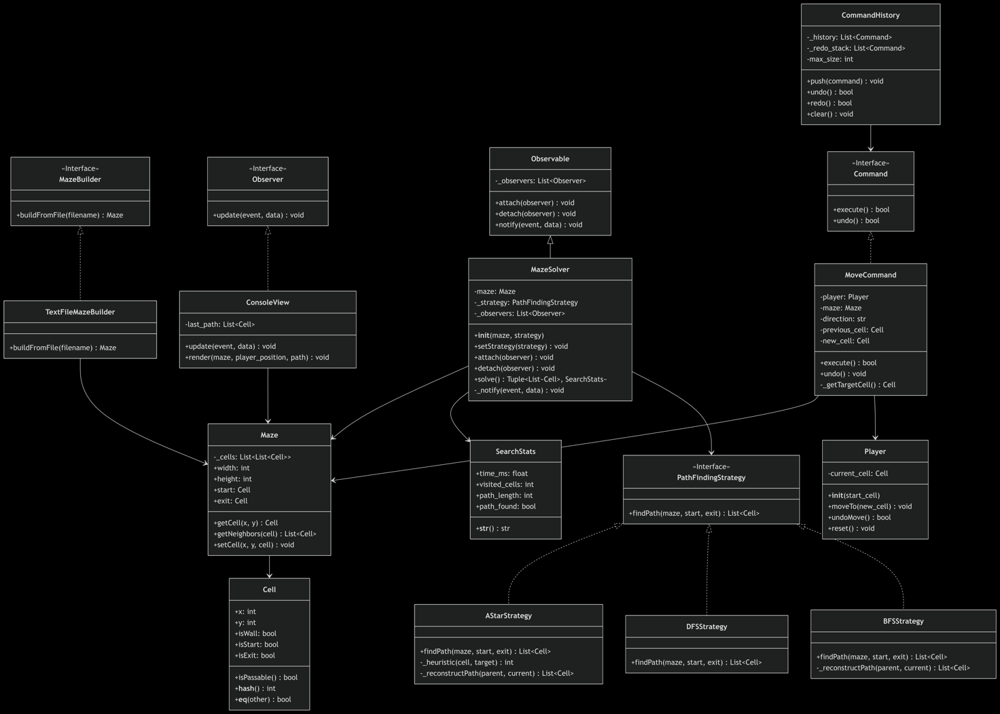 CommandHistory
-_history: List<Command>
-_redo_stack: List<Command>
-max_size: int
+push(command) : void
+undo() : bool
+redo() : bool
+clear() : void
«Interface»
MazeBuilder
+buildFromFile(filename) : Maze
«Interface»
Observer
+update(event, data) : void
Observable
-_observers: List<Observer>
+attach(observer) : void
+detach(observer) : void
+notify(event, data) : void
«Interface»
Command
+execute() : bool
+undo() : bool
TextFileMazeBuilder
+buildFromFile(filename) : Maze
ConsoleView
-last_path: List<Cell>
+update(event, data) : void
+render(maze, player_position, path) : void
MazeSolver
-maze: Maze
-_strategy: PathFindingStrategy
-_observers: List<Observer>
+init(maze, strategy)
+setStrategy(strategy) : void
+attach(observer) : void
+detach(observer) : void
+solve() : Tuple<List~Cell>, SearchStats~
-_notify(event, data) : void
MoveCommand
-player: Player
-maze: Maze
-direction: str
-previous_cell: Cell
-new_cell: Cell
+execute() : bool
+undo() : void
-_getTargetCell() : Cell
Maze
-_cells: List<List<Cell>>
+width: int
+height: int
+start: Cell
+exit: Cell
+getCell(x, y) : Cell
+getNeighbors(cell) : List<Cell>
+setCell(x, y, cell) : void
SearchStats
+time_ms: float
+visited_cells: int
+path_length: int
+path_found: bool
+str() : str
«Interface»
PathFindingStrategy
+findPath(maze, start, exit) : List<Cell>
Player
-current_cell: Cell
+init(start_cell)
+moveTo(new_cell) : void
+undoMove() : bool
+reset() : void
Cell
+x: int
+y: int
+isWall: bool
+isStart: bool
+isExit: bool
+isPassable() : bool
+hash() : int
+eq(other) : bool
AStarStrategy
+findPath(maze, start, exit) : List<Cell>
-_heuristic(cell, target) : int
-_reconstructPath(parent, current) : List<Cell>
DFSStrategy
+findPath(maze, start, exit) : List<Cell>
BFSStrategy
+findPath(maze, start, exit) : List<Cell>
-_reconstructPath(parent, current) : List<Cell>